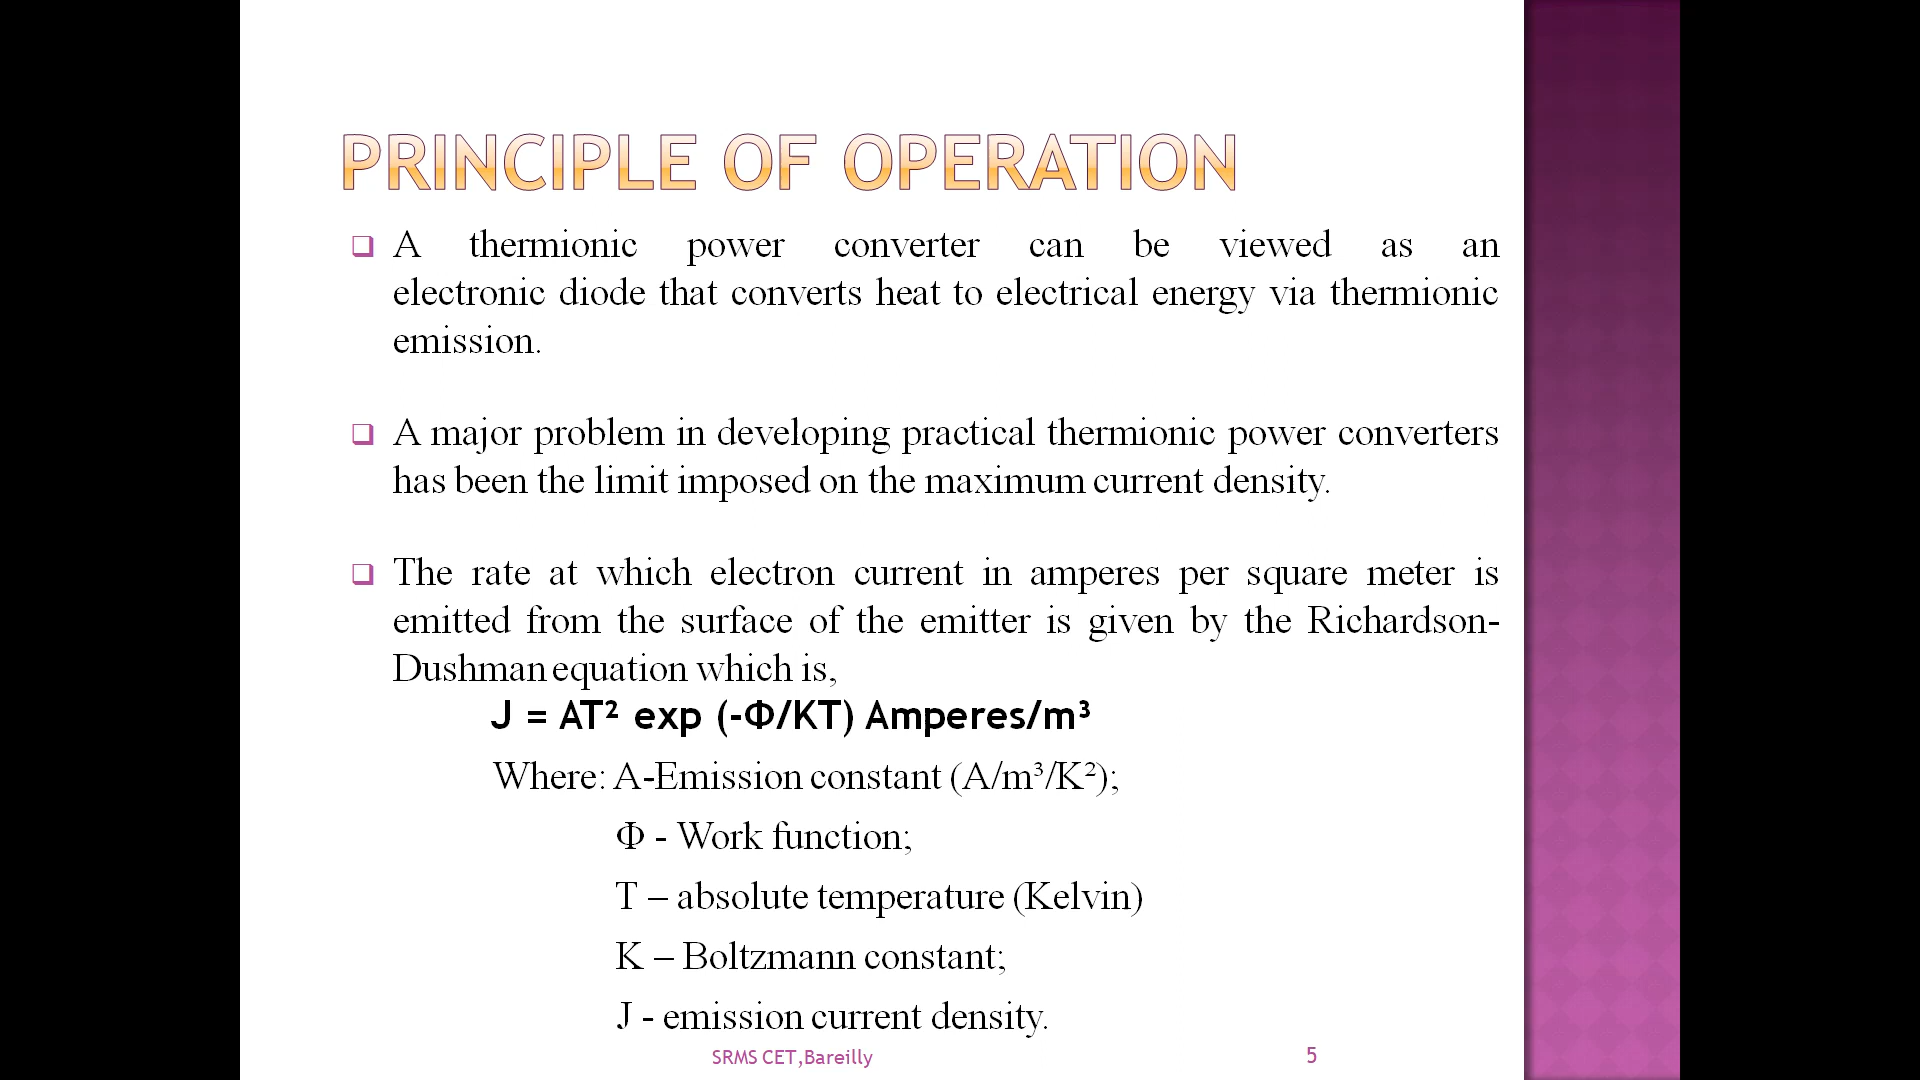 PRINCIPLE OF OPERATION
❑ A thermionic power converter can be viewed as an
electronic diode that converts heat to electrical energy via thermionic
emission.
❑ A major problem in developing practical thermionic power converters
has been the limit imposed on the maximum current density.
❑ The rate at which electron current in amperes per square meter is
emitted from the surface of the emitter is given by the Richardson-
Dushman equation which is,
J = AT² exp (-Φ/KT) Amperes/m³
Where: A-Emission constant (A/m³/K²);
Φ - Work function;
T – absolute temperature (Kelvin)
K – Boltzmann constant;
J - emission current density.
SRMS CET,Bareilly 5